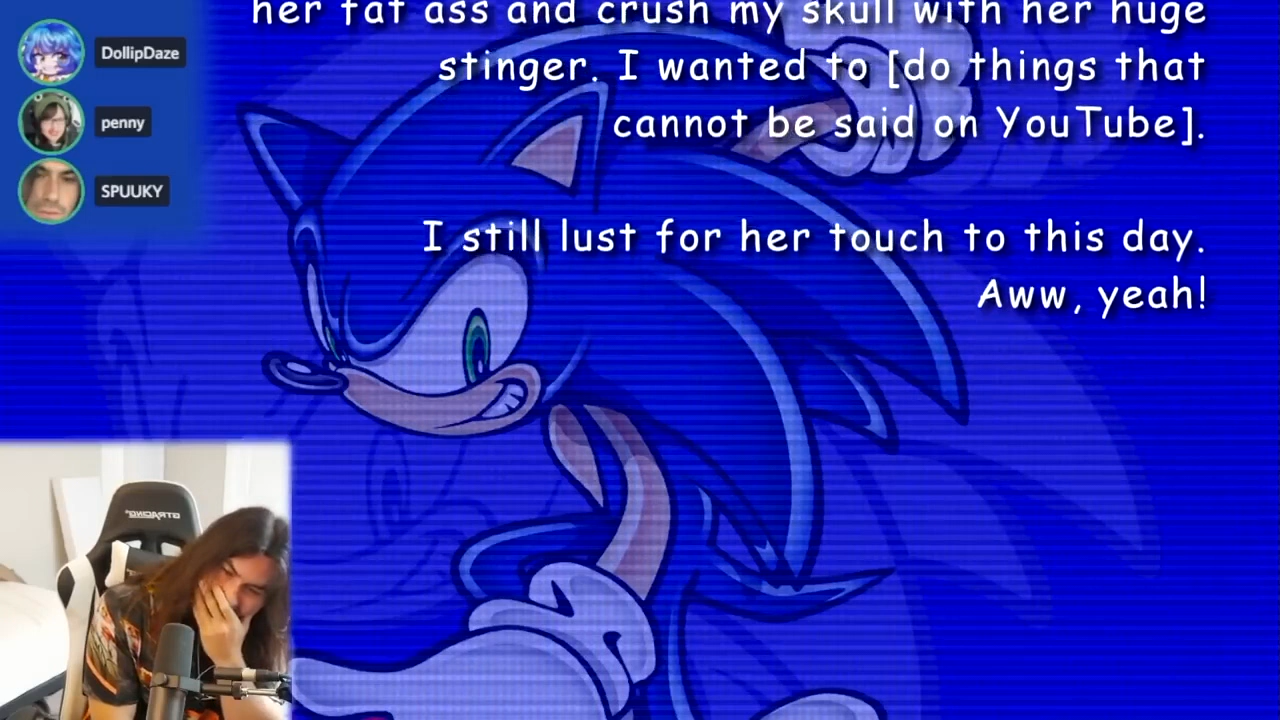 her fat ass and crush my skull with her huge
stinger. I wanted to [do things that
cannot be said on YouTube].
I still lust for her touch to this day.
Aww, yeah!
DollipDaze
penny
SPUUKY
GTRACING